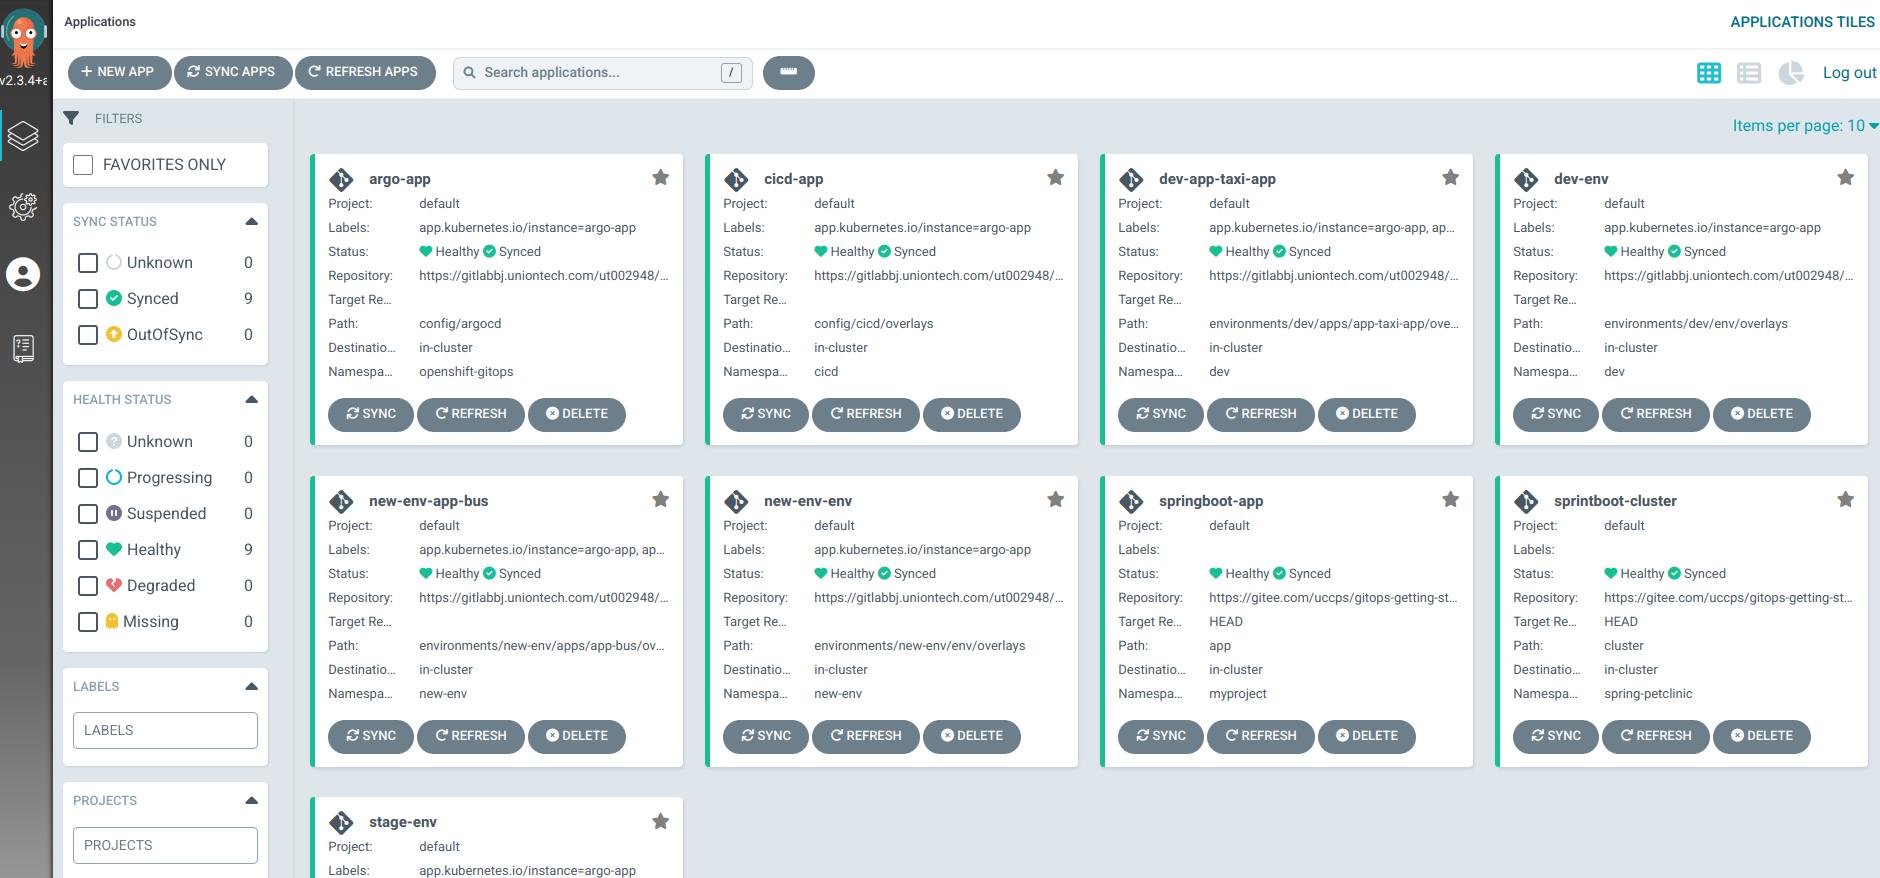 Applications
APPLICATIONS TILES
v2.3.4+a
NEW APP
SYNC APPS
REFRESH APPS
Search applications...
/
Log out
FILTERS
Items per page: 10
FAVORITES ONLY
SYNC STATUS
Unknown 0
Synced 9
OutOfSync 0
HEALTH STATUS
Unknown 0
Progressing 0
Suspended 0
Healthy 9
Degraded 0
Missing 0
LABELS
LABELS
PROJECTS
PROJECTS
argo-app
Project: default
Labels: app.kubernetes.io/instance=argo-app
Status: Healthy Synced
Repository: https://gitlabbj.uniontech.com/ut002948/...
Target Re...
Path: config/argocd
Destinatio... in-cluster
Namespa... openshift-gitops
SYNC REFRESH DELETE
cicd-app
Project: default
Labels: app.kubernetes.io/instance=argo-app
Status: Healthy Synced
Repository: https://gitlabbj.uniontech.com/ut002948/...
Target Re...
Path: config/cicd/overlays
Destinatio... in-cluster
Namespa... cicd
SYNC REFRESH DELETE
dev-app-taxi-app
Project: default
Labels: app.kubernetes.io/instance=argo-app, ap...
Status: Healthy Synced
Repository: https://gitlabbj.uniontech.com/ut002948/...
Target Re...
Path: environments/dev/apps/app-taxi-app/ove...
Destinatio... in-cluster
Namespa... dev
SYNC REFRESH DELETE
dev-env
Project: default
Labels: app.kubernetes.io/instance=argo-app
Status: Healthy Synced
Repository: https://gitlabbj.uniontech.com/ut002948/...
Target Re...
Path: environments/dev/env/overlays
Destinatio... in-cluster
Namespa... dev
SYNC REFRESH DELETE
new-env-app-bus
Project: default
Labels: app.kubernetes.io/instance=argo-app, ap...
Status: Healthy Synced
Repository: https://gitlabbj.uniontech.com/ut002948/...
Target Re...
Path: environments/new-env/apps/app-bus/ov...
Destinatio... in-cluster
Namespa... new-env
SYNC REFRESH DELETE
new-env-env
Project: default
Labels: app.kubernetes.io/instance=argo-app
Status: Healthy Synced
Repository: https://gitlabbj.uniontech.com/ut002948/...
Target Re...
Path: environments/new-env/env/overlays
Destinatio... in-cluster
Namespa... new-env
SYNC REFRESH DELETE
springboot-app
Project: default
Labels:
Status: Healthy Synced
Repository: https://gitee.com/uccps/gitops-getting-st...
Target Re... HEAD
Path: app
Destinatio... in-cluster
Namespa... myproject
SYNC REFRESH DELETE
sprintboot-cluster
Project: default
Labels:
Status: Healthy Synced
Repository: https://gitee.com/uccps/gitops-getting-st...
Target Re... HEAD
Path: cluster
Destinatio... in-cluster
Namespa... spring-petclinic
SYNC REFRESH DELETE
stage-env
Project: default
Labels: app.kubernetes.io/instance=argo-app